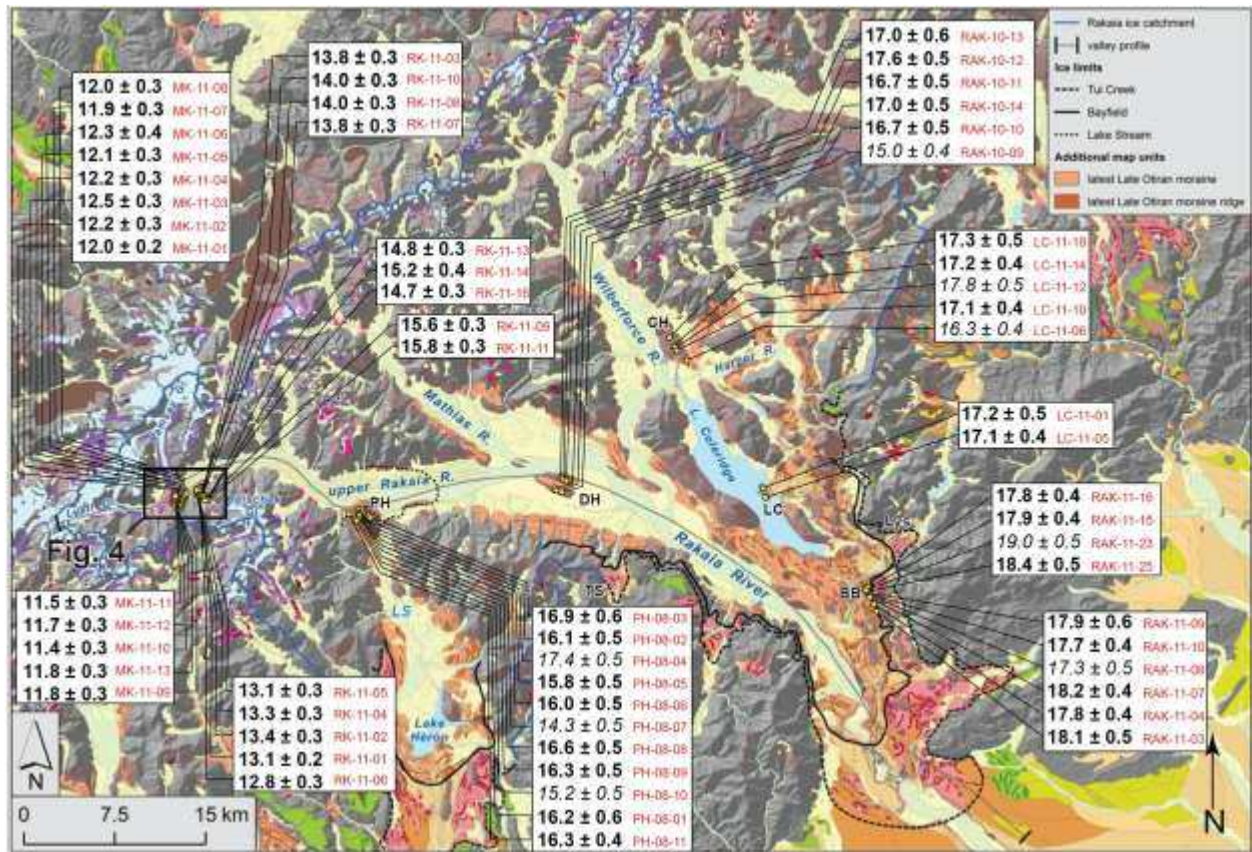 12.0 ± 0.3 MK-11-08
11.9 ± 0.3 MK-11-07
12.3 ± 0.4 MK-11-06
12.1 ± 0.3 MK-11-05
12.2 ± 0.3 MK-11-04
12.5 ± 0.3 MK-11-03
12.2 ± 0.3 MK-11-02
12.0 ± 0.2 MK-11-01
13.8 ± 0.3 RK-11-03
14.0 ± 0.3 RK-11-10
14.0 ± 0.3 RK-11-08
13.8 ± 0.3 RK-11-07
17.0 ± 0.6 RAK-10-13
17.6 ± 0.5 RAK-10-12
16.7 ± 0.5 RAK-10-11
17.0 ± 0.5 RAK-10-14
16.7 ± 0.5 RAK-10-10
15.0 ± 0.4 RAK-10-09
Rakaia ice catchment
valley profile
Ice limits
Tui Creek
Bayfield
Lake Stream
Additional map units
latest Late Otiran moraine
latest Late Otiran moraine ridge
14.8 ± 0.3 RK-11-13
15.2 ± 0.4 RK-11-14
14.7 ± 0.3 RK-11-15
15.6 ± 0.3 RK-11-09
15.8 ± 0.3 RK-11-11
17.3 ± 0.5
17.2 ± 0.4 LC-11-14
17.8 ± 0.5 LC-11-12
17.1 ± 0.4 LC-11-10
16.3 ± 0.4 LC-11-06
CH
Wilberforce R.
Harper R.
L. Coleridge
Mathias R.
17.2 ± 0.5 LC-11-01
17.1 ± 0.4 LC-11-05
LC
upper Rakaia R.
PH
DH
Rakaia River
17.8 ± 0.4 RAK-11-16
17.9 ± 0.4 RAK-11-15
19.0 ± 0.5 RAK-11-23
18.4 ± 0.5 RAK-11-25
Fig. 4
TS
BB
LS
Lake
Heron
11.5 ± 0.3 MK-11-11
11.7 ± 0.3 MK-11-12
11.4 ± 0.3 MK-11-10
11.8 ± 0.3 MK-11-13
11.8 ± 0.3 MK-11-09
13.1 ± 0.3 RK-11-05
13.3 ± 0.3 RK-11-04
13.4 ± 0.3 RK-11-02
13.1 ± 0.2 RK-11-01
12.8 ± 0.3
16.9 ± 0.6 PH-08-03
16.1 ± 0.5 PH-08-02
17.4 ± 0.5 PH-08-04
15.8 ± 0.5 PH-08-05
16.0 ± 0.5 PH-08-06
14.3 ± 0.5 PH-08-07
16.6 ± 0.5 PH-08-08
16.3 ± 0.5 PH-08-09
15.2 ± 0.5 PH-08-10
16.2 ± 0.6 PH-08-01
16.3 ± 0.4 PH-08-11
17.9 ± 0.6 RAK-11-09
17.7 ± 0.4 RAK-11-10
17.3 ± 0.5 RAK-11-08
18.2 ± 0.4 RAK-11-07
17.8 ± 0.4 RAK-11-04
18.1 ± 0.5 RAK-11-03
N
0 7.5 15 km
N